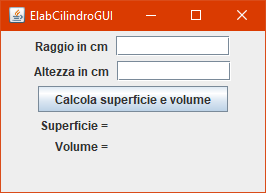 ElabCilindroGUI
Raggio in cm
Altezza in cm
Calcola superficie e volume
Superficie =
Volume =